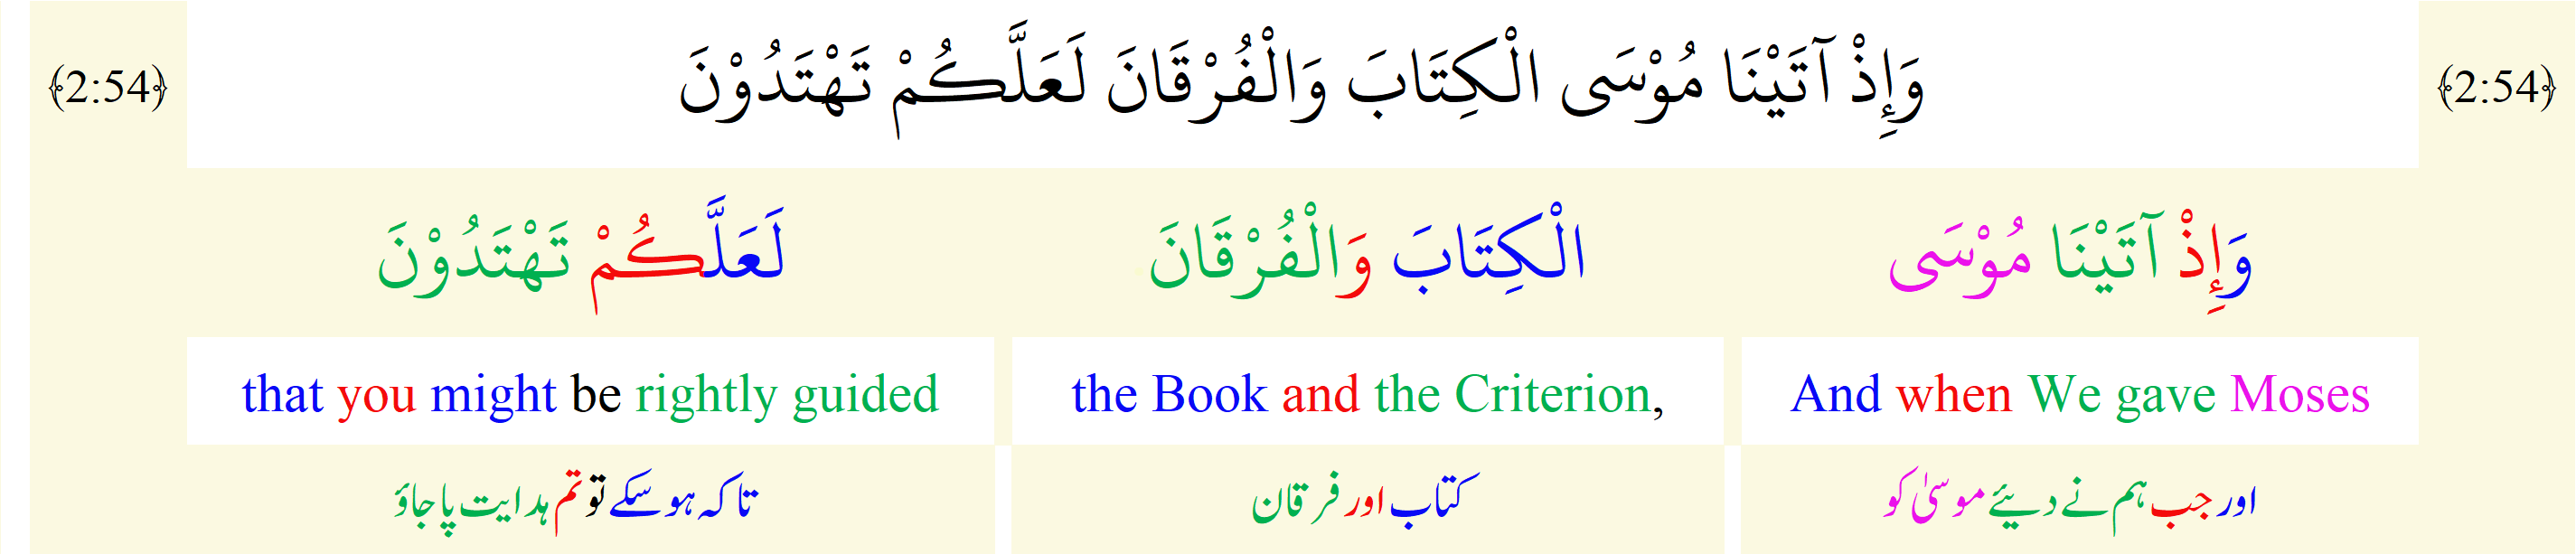 ﴿2:54﴾ وَإِذْ آتَيْنَا مُوْسَى الْكِتَابَ وَالْفُرْقَانَ لَعَلَّكُمْ تَهْتَدُوْنَ ﴿2:54﴾
وَإِذْ آتَيْنَا مُوْسَى الْكِتَابَ وَالْفُرْقَانَ لَعَلَّكُمْ تَهْتَدُوْنَ
that you might be rightly guided the Book and the Criterion, And when We gave Moses
اور جب ہم نے دیئے موسیٰ کو کتاب اور فرقان تاکہ ہو سکے تو تم ہدایت پا جاؤ